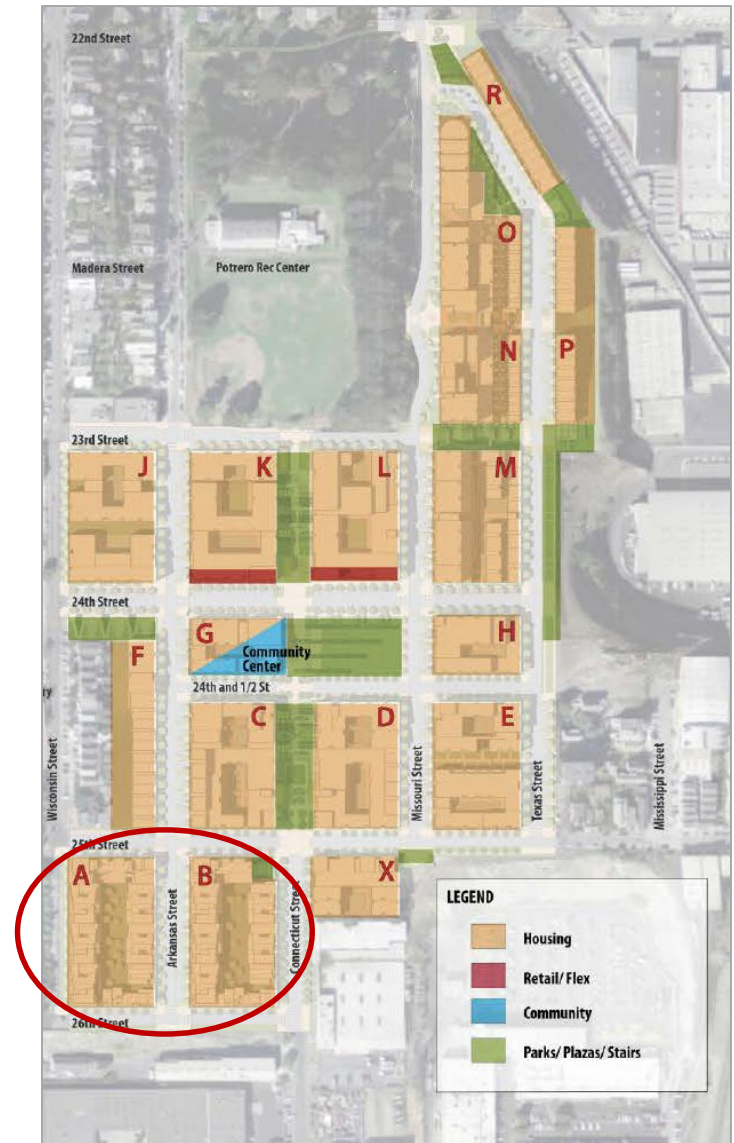 22nd Street
R
O
Madera Street
Potrero Rec Center
N
P
23rd Street
J
K
L
M
24th Street
G
H
F
Community
Center
ry
24th and 1/2 St
C
D
E
Wisconsin Street
Missouri Street
Texas Street
Mississippi Street
25th Street
A
B
X
Arkansas Street
Connecticut Street
LEGEND
Housing
Retail/ Flex
Community
Parks/ Plazas/ Stairs
26th Street